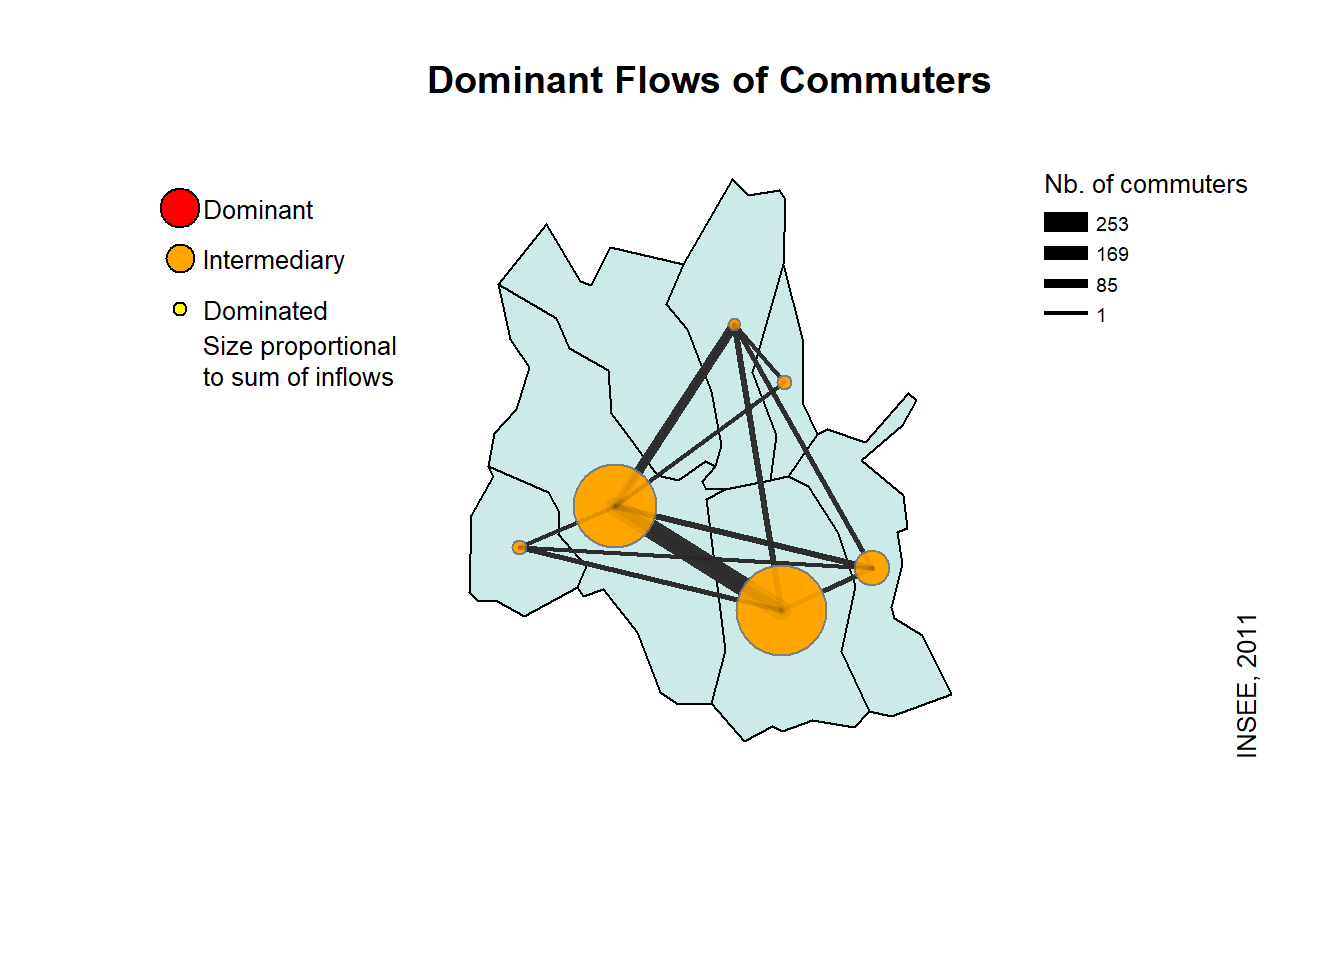 Dominant Flows of Commuters
Dominant
Intermediary
Dominated
Size proportional
to sum of inflows
Nb. of commuters
253
169
85
1
INSEE, 2011